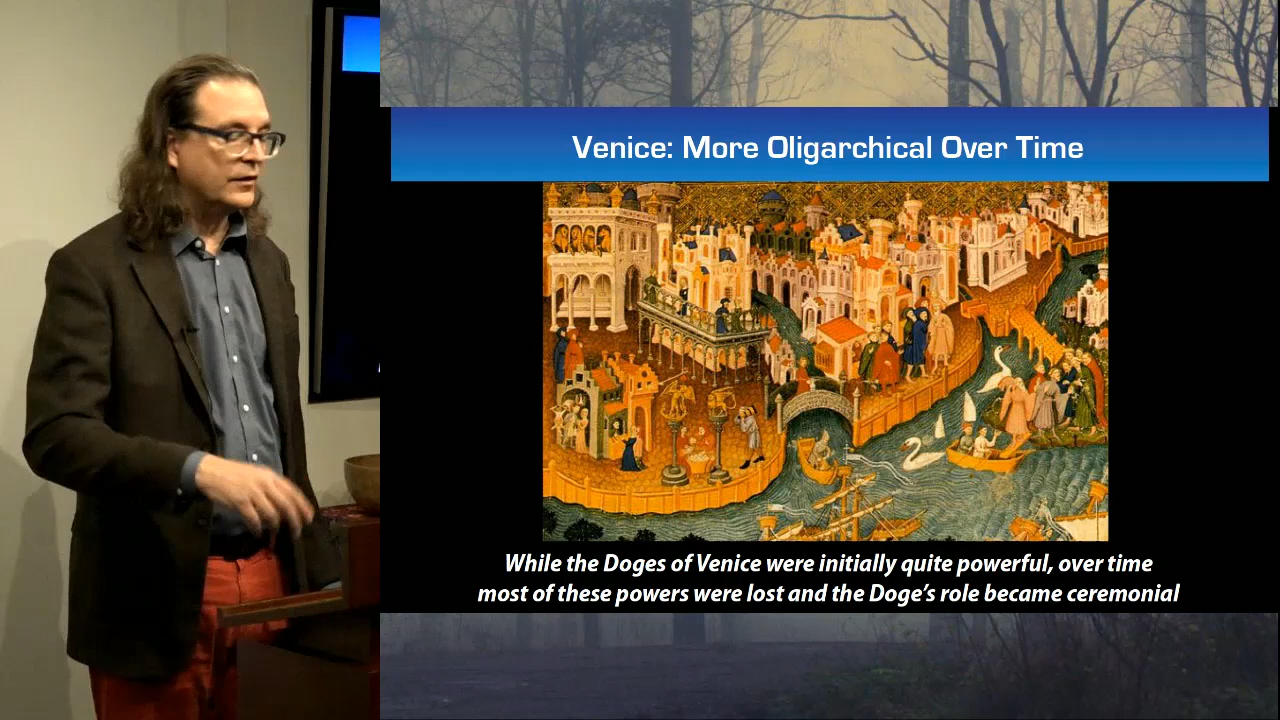 Venice: More Oligarchical Over Time
While the Doges of Venice were initially quite powerful, over time
most of these powers were lost and the Doge's role became ceremonial